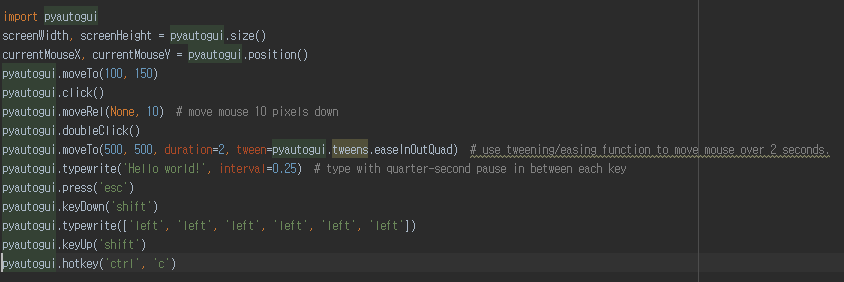 import pyautogui
screenWidth, screenHeight = pyautogui.size()
currentMouseX, currentMouseY = pyautogui.position()
pyautogui.moveTo(100, 150)
pyautogui.click()
pyautogui.moveRel(None, 10)  # move mouse 10 pixels down
pyautogui.doubleClick()
pyautogui.moveTo(500, 500, duration=2, tween=pyautogui.tweens.easeInOutQuad)  # use tweening/easing function to move mouse over 2 seconds.
pyautogui.typewrite('Hello world!', interval=0.25)  # type with quarter-second pause in between each key
pyautogui.press('esc')
pyautogui.keyDown('shift')
pyautogui.typewrite(['left', 'left', 'left', 'left', 'left', 'left'])
pyautogui.keyUp('shift')
pyautogui.hotkey('ctrl', 'c')